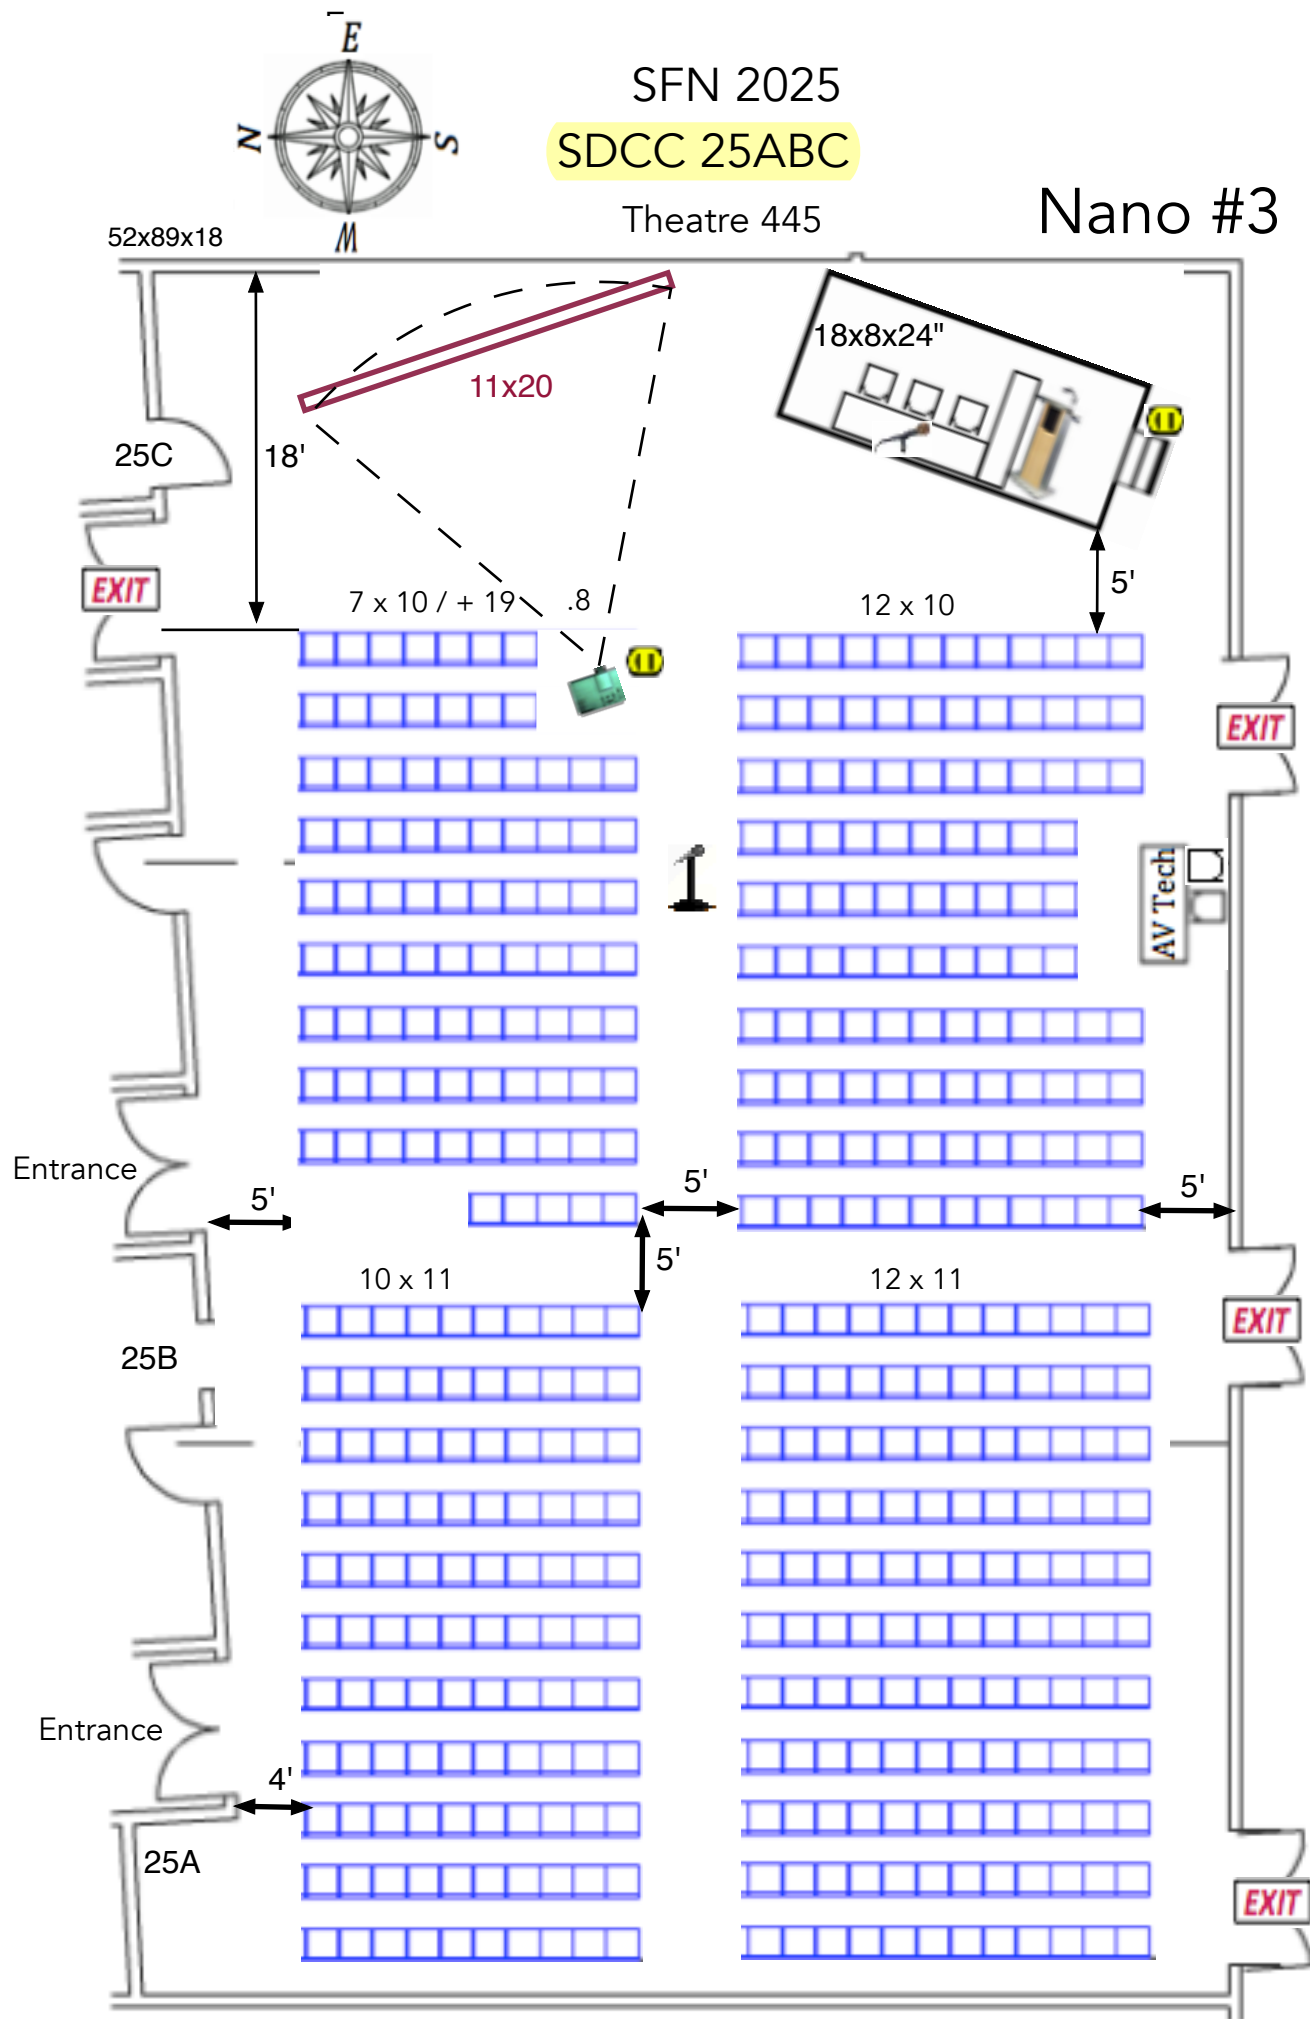 E
N
S
W
SFN 2025
SDCC 25ABC
Theatre 445
Nano #3
52x89x18
18x8x24"
11x20
25C
18'
EXIT
5'
7 x 10 / + 19
.8
12 x 10
EXIT
AV Tech
Entrance
5'
5'
5'
5'
10 x 11
12 x 11
EXIT
25B
Entrance
4'
25A
EXIT